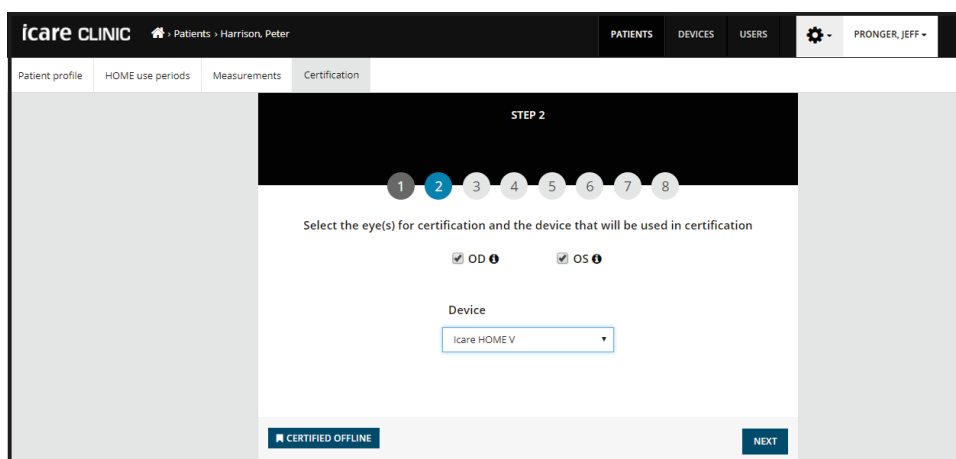 icare CLINIC › Patients › Harrison, Peter PATIENTS DEVICES USERS PRONGER, JEFF
Patient profile HOME use periods Measurements Certification
STEP 2
1 2 3 4 5 6 7 8
Select the eye(s) for certification and the device that will be used in certification
OD OS
Device
Icare HOME V
CERTIFIED OFFLINE NEXT